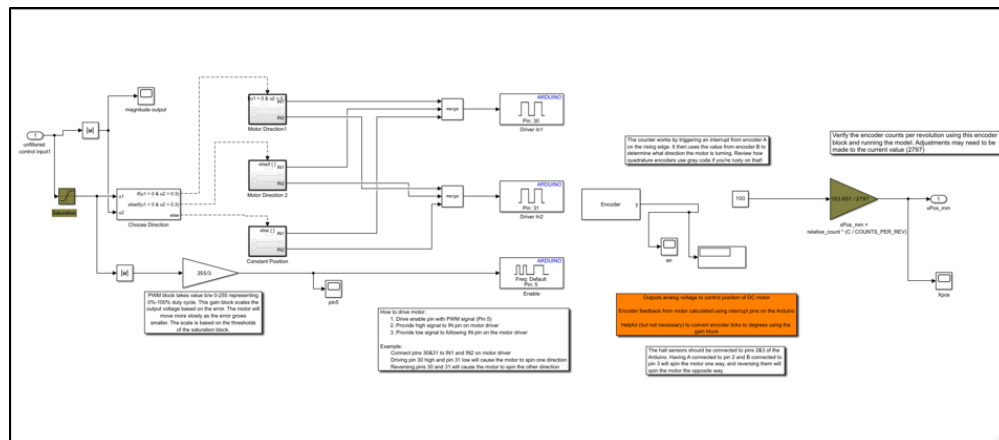 magnitude output
1
unfiltered
control input1
|u|
Saturation
u1
u2
if(u1 > 0 & u2 > 0.3)
elseif(u1 < 0 & u2 > 0.3)
else
Choose Direction
IN1
IN2
Motor Direction1
elseif { }
IN1
IN2
Motor Direction 2
else { }
IN1
IN2
Constant Position
merge
merge
ARDUINO
Pin: 30
Driver In1
ARDUINO
Pin: 31
Driver In2
|u|
255/3
pin5
ARDUINO
Freq: Default
Pin: 5
Enable
PWM block takes value b/w 0-255 representing
0%-100% duty cycle. This gain block scales the
output voltage based on the error. The motor will
move more slowly as the error grows
smaller. The scale is based on the thresholds
of the saturation block.
How to drive motor:
1. Drive enable pin with PWM signal (Pin 5)
2. Provide high signal to IN pin on motor driver
3. Provide low signal to following IN pin on the motor driver
Example:
Connect pins 30&31 to IN1 and IN2 on motor driver
Driving pin 30 high and pin 31 low will cause the motor to spin one direction
Reversing pins 30 and 31 will cause the motor to spin the other direction
The counter works by triggering an interrupt from encoder A
on the rising edge. It then uses the value from encoder B to
determine what direction the motor is turning. Review how
quadrature encoders use gray code if you're rusty on that!
Encoder
y
100
Verify the encoder counts per revolution using this encoder
block and running the model. Adjustments may need to be
made to the current value (2797)
/ 2797
xPos_mm =
relative_count * (C / COUNTS_PER_REV)
1
xPos_mm
Xpos
Outputs analog voltage to control position of DC motor
Encoder feedback from motor calculated using interrupt pins on the Arduino
Helpful (but not necessary) to convert encoder ticks to degrees using the
gain block
The hall sensors should be connected to pins 2&3 of the
Arduino. Having A connected to pin 2 and B connected to
pin 3 will spin the motor one way, and reversing them will
spin the motor the opposite way.